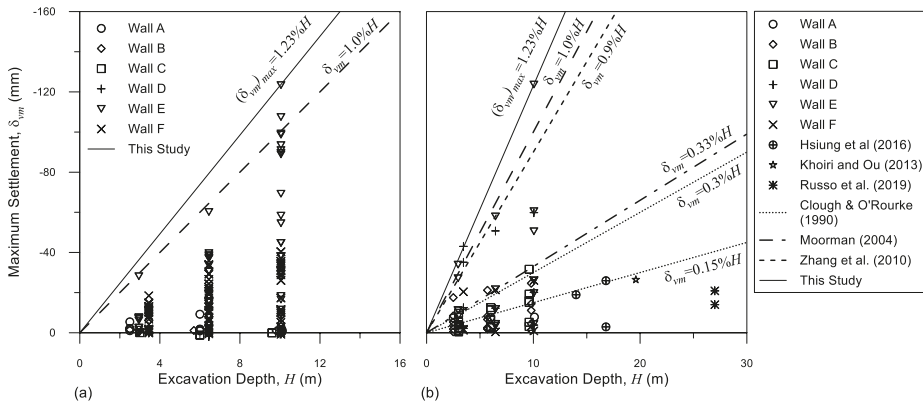 Maximum Settlement, δvm (mm)
-160
-120
-80
-40
0
0
4
8
12
16
Excavation Depth, H (m)
(a)
Wall A
Wall B
Wall C
Wall D
Wall E
Wall F
This Study
(δvm)max=1.23%H
δvm=1.0%H
0
10
20
30
Excavation Depth, H (m)
(b)
(δvm)max=1.23%H
δvm=1.0%H
δvm=0.9%H
δvm=0.33%H
δvm=0.3%H
δvm=0.15%H
Wall A
Wall B
Wall C
Wall D
Wall E
Wall F
Hsiung et al (2016)
Khoiri and Ou (2013)
Russo et al. (2019)
Clough & O'Rourke
(1990)
Moorman (2004)
Zhang et al. (2010)
This Study